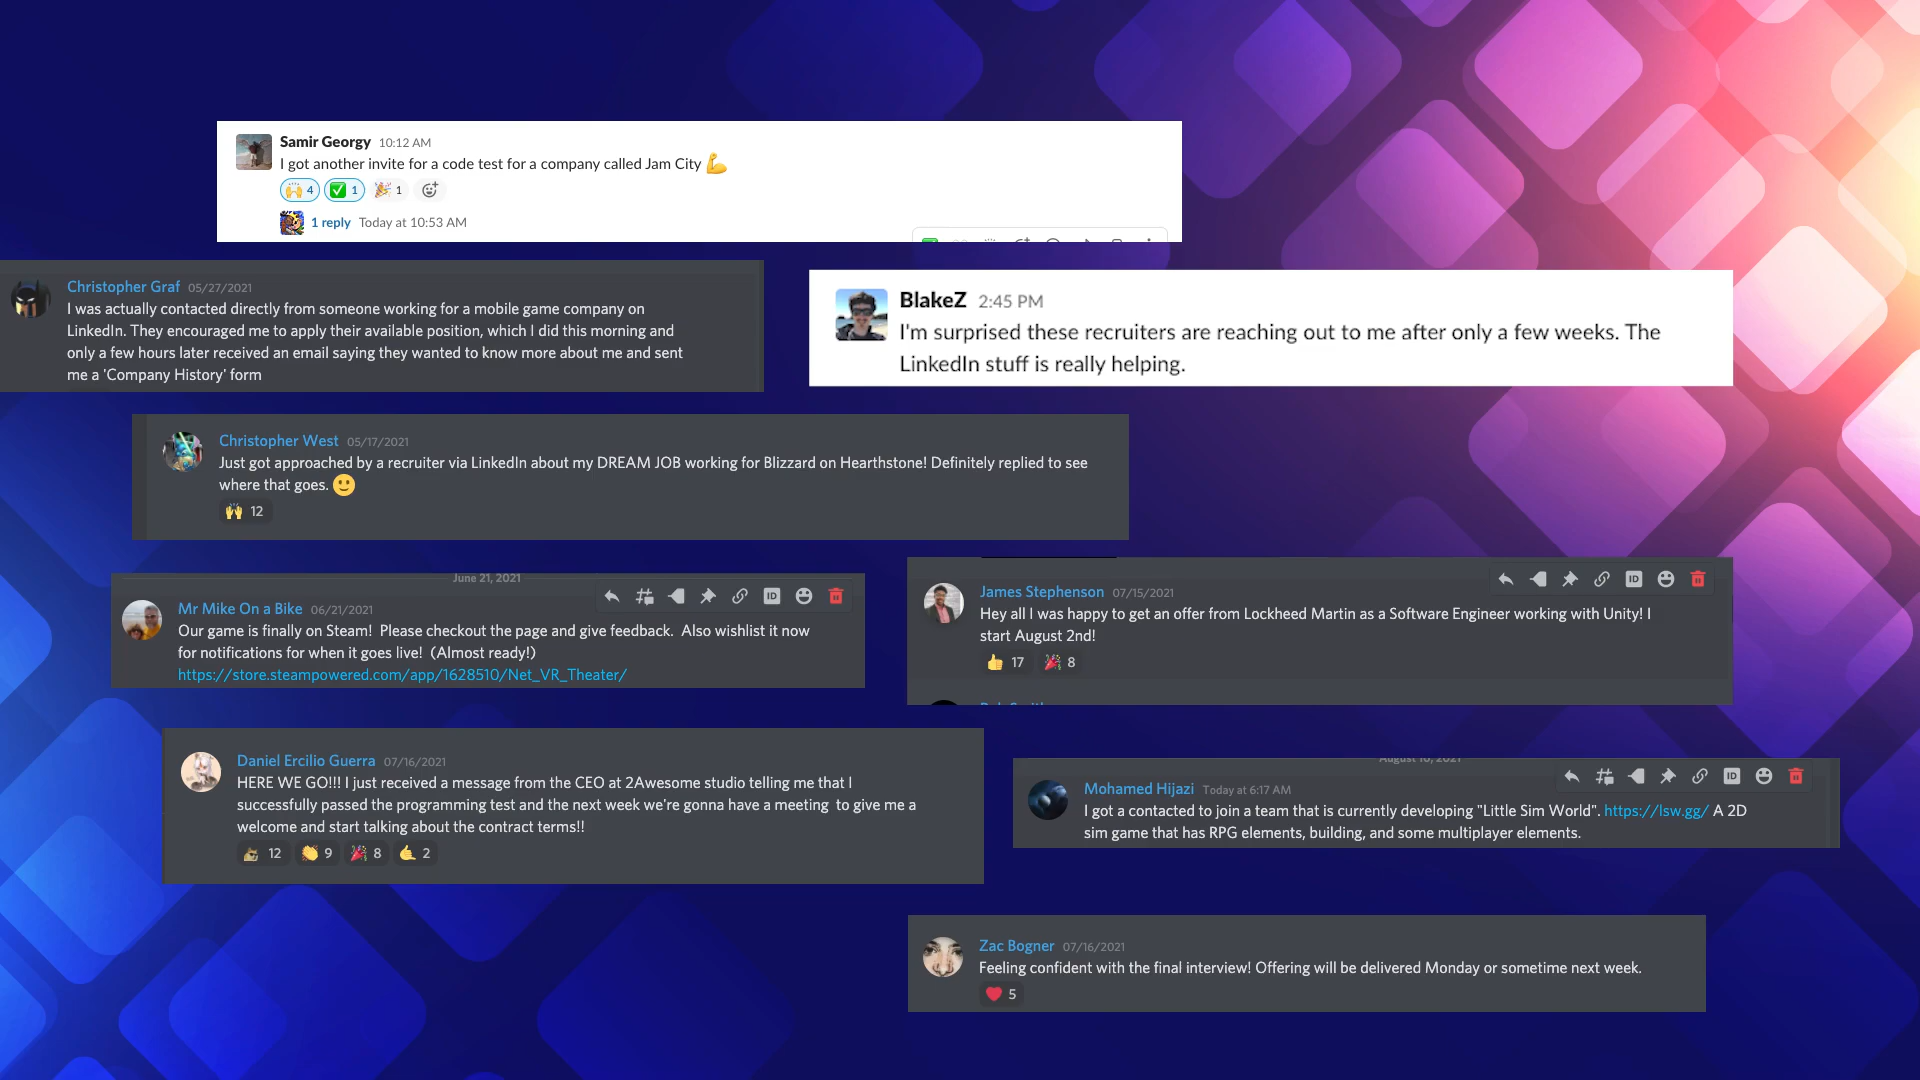 Samir Georgy 10:12 AM
I got another invite for a code test for a company called Jam City 💪
4 1 1
1 reply Today at 10:53 AM
Christopher Graf 05/27/2021
I was actually contacted directly from someone working for a mobile game company on
LinkedIn. They encouraged me to apply their available position, which I did this morning and
only a few hours later received an email saying they wanted to know more about me and sent
me a 'Company History' form
BlakeZ 2:45 PM
I'm surprised these recruiters are reaching out to me after only a few weeks. The
LinkedIn stuff is really helping.
Christopher West 05/17/2021
Just got approached by a recruiter via LinkedIn about my DREAM JOB working for Blizzard on Hearthstone! Definitely replied to see
where that goes. 🙂
12
June 21, 2021
ID
Mr Mike On a Bike 06/21/2021
Our game is finally on Steam! Please checkout the page and give feedback. Also wishlist it now
for notifications for when it goes live! (Almost ready!)
https://store.steampowered.com/app/1628510/Net_VR_Theater/
ID
James Stephenson 07/15/2021
Hey all I was happy to get an offer from Lockheed Martin as a Software Engineer working with Unity! I
start August 2nd!
17 8
Daniel Ercilio Guerra 07/16/2021
HERE WE GO!!! I just received a message from the CEO at 2Awesome studio telling me that I
successfully passed the programming test and the next week we're gonna have a meeting to give me a
welcome and start talking about the contract terms!!
12 9 8 2
ID
Mohamed Hijazi Today at 6:17 AM
I got a contacted to join a team that is currently developing "Little Sim World". https://lsw.gg/ A 2D
sim game that has RPG elements, building, and some multiplayer elements.
Zac Bogner 07/16/2021
Feeling confident with the final interview! Offering will be delivered Monday or sometime next week.
5